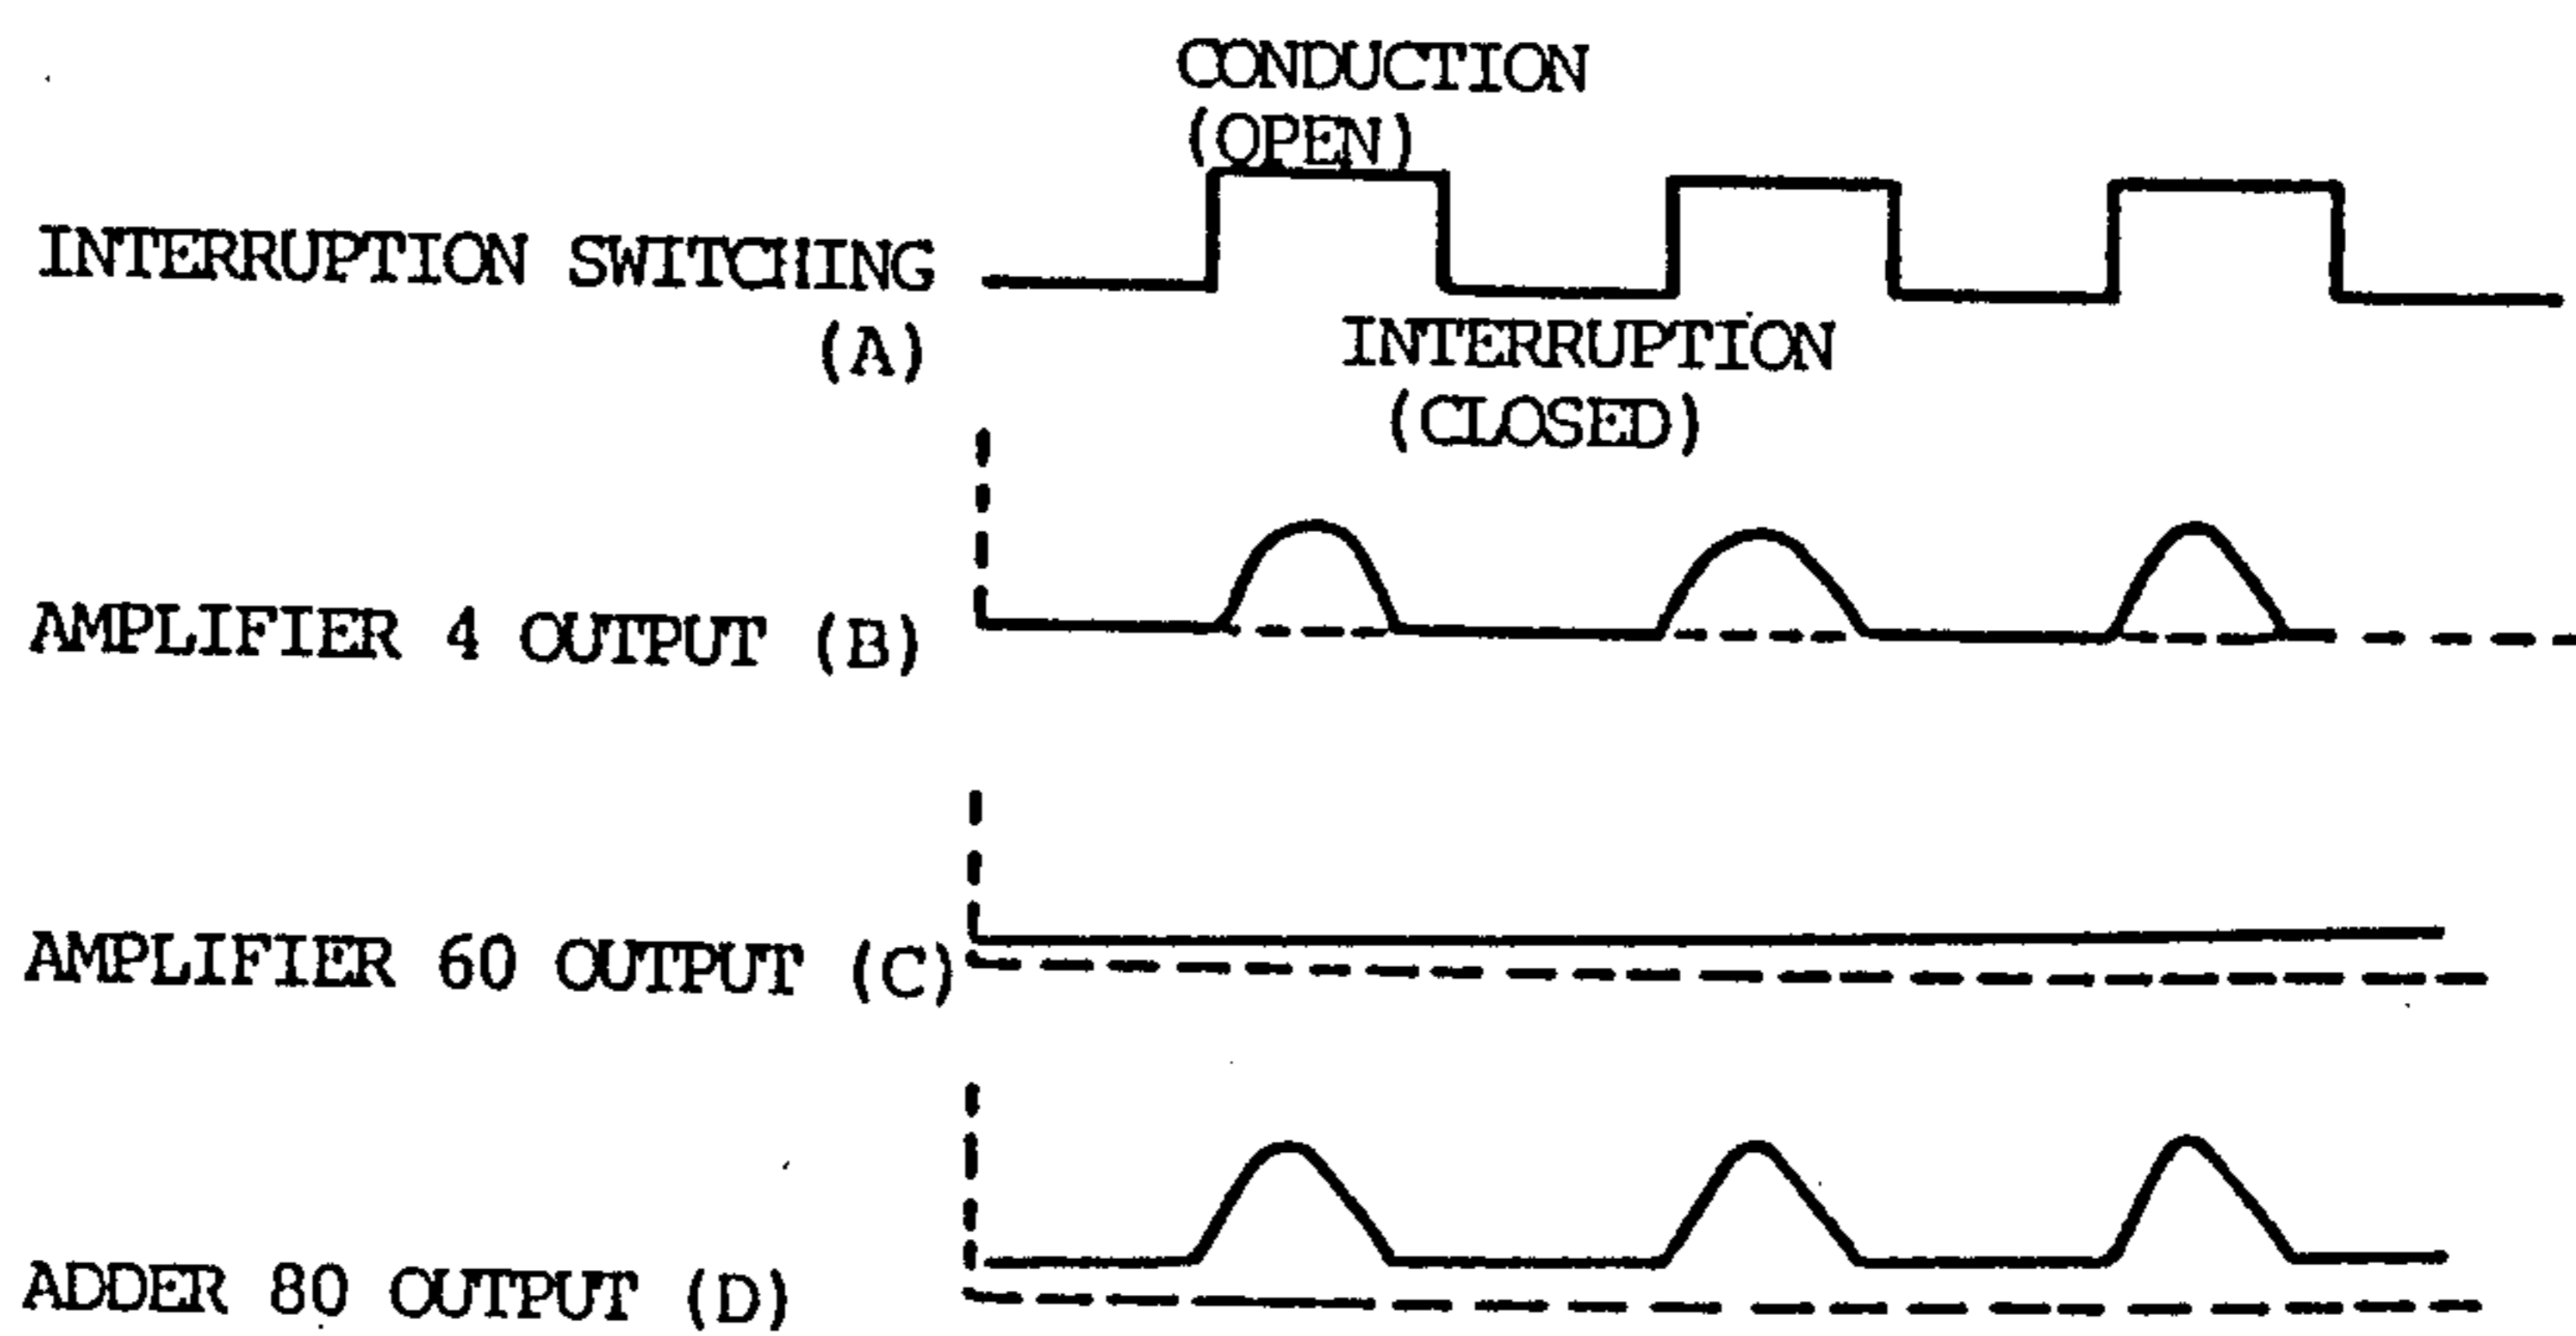 CONDUCTION
(OPEN)
INTERRUPTION SWITCHING
(A)
INTERRUPTION
(CLOSED)
AMPLIFIER 4 OUTPUT (B)
AMPLIFIER 60 OUTPUT (C)
ADDER 80 OUTPUT (D)